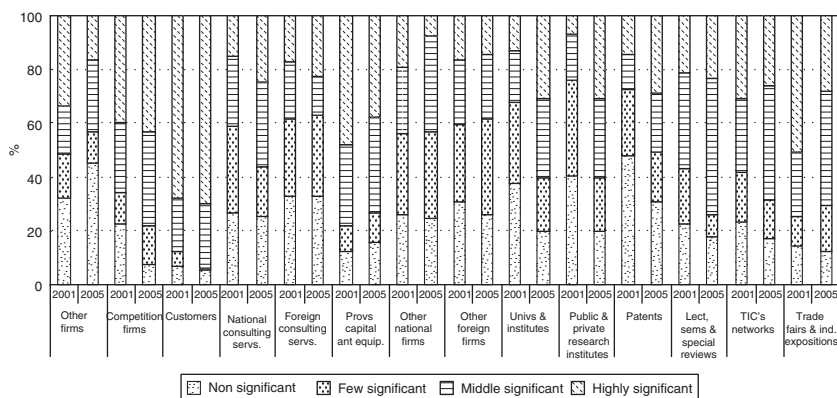 100
80
60
40
20
0
%
2001 2005 2001 2005 2001 2005 2001 2005 2001 2005 2001 2005 2001 2005 2001 2005 2001 2005 2001 2005 2001 2005 2001 2005 2001 2005 2001 2005
Other
firms
Competition
firms
Customers
National
consulting
servs.
Foreign
consulting
servs.
Provs
capital
ant equip.
Other
national
firms
Other
foreign
firms
Univs &
institutes
Public &
private
research
institutes
Patents
Lect,
sems &
special
reviews
TIC's
networks
Trade
fairs & ind.
expositions
Non significant
Few significant
Middle significant
Highly significant